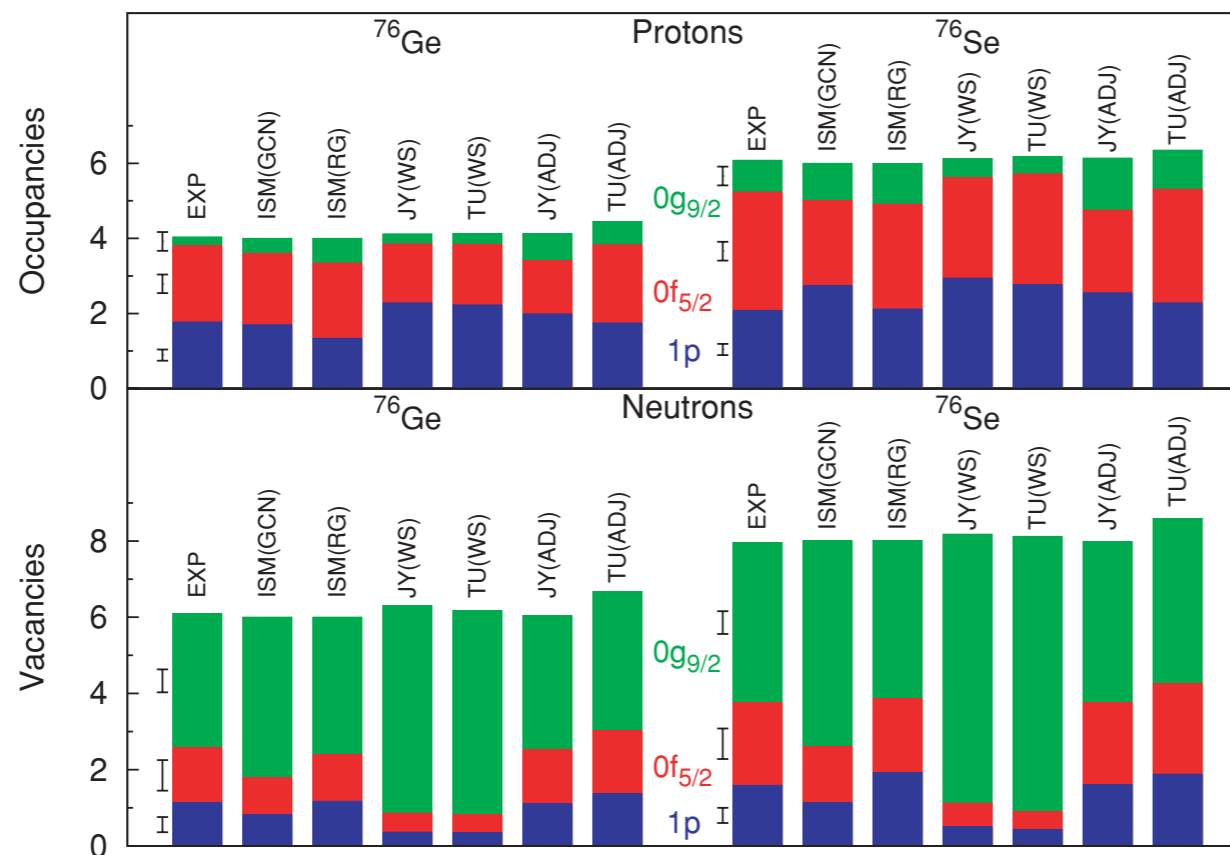 ⁷⁶Ge Protons ⁷⁶Se
Occupancies
6
4
2
0
EXP
ISM(GCN)
ISM(RG)
JY(WS)
TU(WS)
JY(ADJ)
TU(ADJ)
0g9/2
0f5/2
1p
EXP
ISM(GCN)
ISM(RG)
JY(WS)
TU(WS)
JY(ADJ)
TU(ADJ)
⁷⁶Ge Neutrons ⁷⁶Se
Vacancies
8
6
4
2
0
EXP
ISM(GCN)
ISM(RG)
JY(WS)
TU(WS)
JY(ADJ)
TU(ADJ)
0g9/2
0f5/2
1p
EXP
ISM(GCN)
ISM(RG)
JY(WS)
TU(WS)
JY(ADJ)
TU(ADJ)